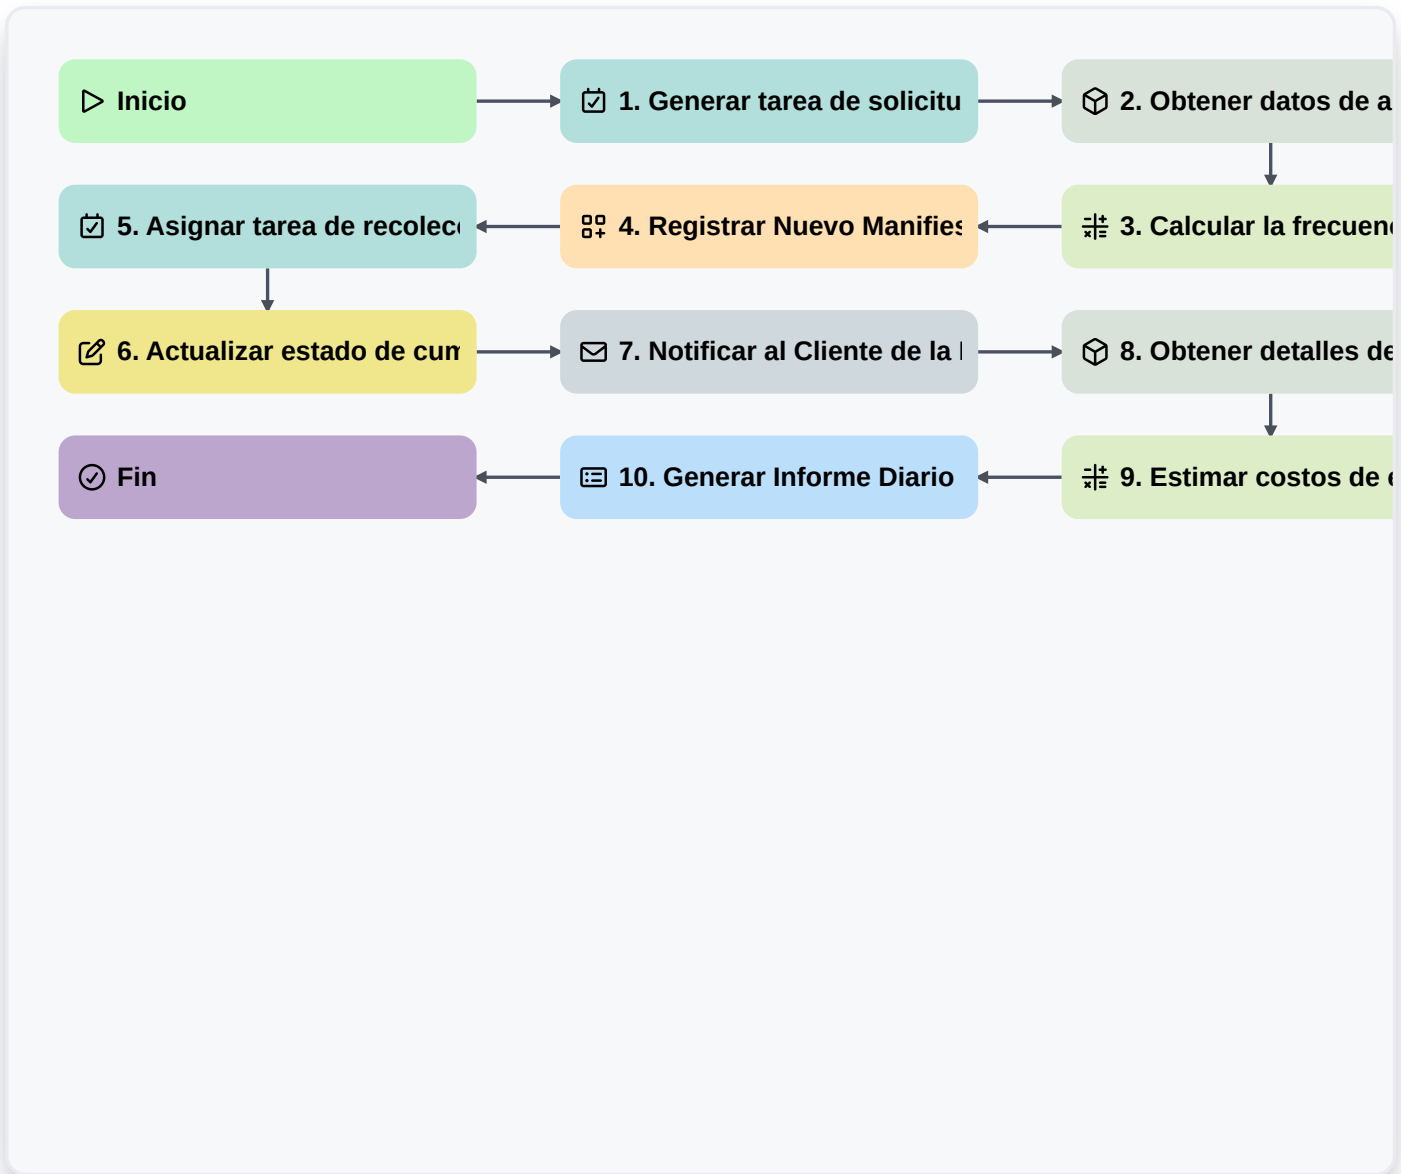 Inicio
1. Generar tarea de solicitu
2. Obtener datos de a
5. Asignar tarea de recolec
4. Registrar Nuevo Manifies
3. Calcular la frecuen
6. Actualizar estado de cum
7. Notificar al Cliente de la
8. Obtener detalles de
Fin
10. Generar Informe Diario
9. Estimar costos de e